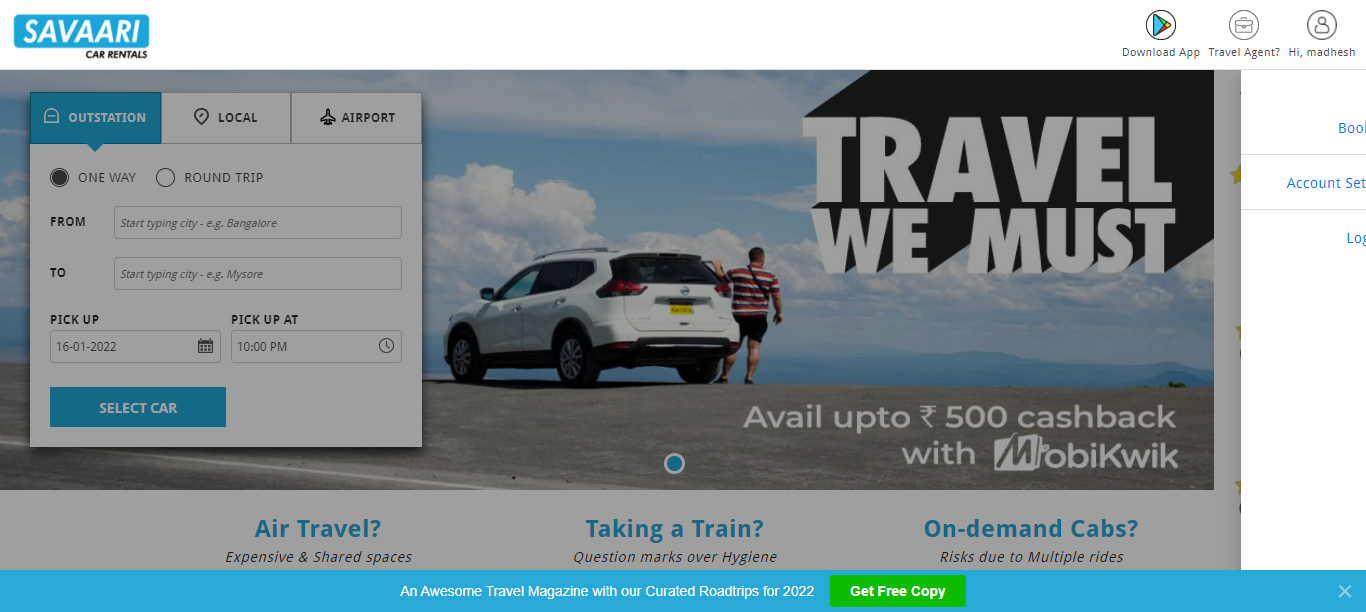 SAVAARI
CAR RENTALS
Download App
Travel Agent?
Hi, madhesh
OUTSTATION
LOCAL
AIRPORT
ONE WAY
ROUND TRIP
FROM
Start typing city - e.g. Bangalore
TO
Start typing city - e.g. Mysore
PICK UP
PICK UP AT
16-01-2022
10:00 PM
SELECT CAR
TRAVEL
WE MUST
Avail upto ₹ 500 cashback
with MobiKwik
Book
Account Set
Log
Air Travel?
Expensive & Shared spaces
Taking a Train?
Question marks over Hygiene
On-demand Cabs?
Risks due to Multiple rides
An Awesome Travel Magazine with our Curated Roadtrips for 2022
Get Free Copy